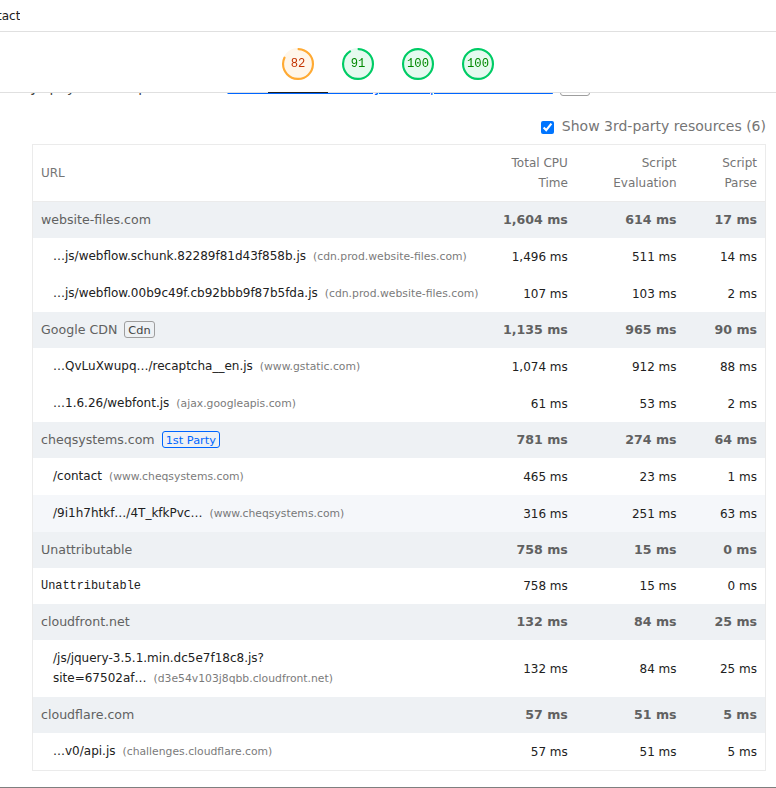 tact
82 91 100 100
Show 3rd-party resources (6)
URL Total CPU Time Script Evaluation Script Parse
website-files.com 1,604 ms 614 ms 17 ms
…js/webflow.schunk.82289f81d43f858b.js (cdn.prod.website-files.com) 1,496 ms 511 ms 14 ms
…js/webflow.00b9c49f.cb92bbb9f87b5fda.js (cdn.prod.website-files.com) 107 ms 103 ms 2 ms
Google CDN Cdn 1,135 ms 965 ms 90 ms
…QvLuXwupq…/recaptcha__en.js (www.gstatic.com) 1,074 ms 912 ms 88 ms
…1.6.26/webfont.js (ajax.googleapis.com) 61 ms 53 ms 2 ms
cheqsystems.com 1st Party 781 ms 274 ms 64 ms
/contact (www.cheqsystems.com) 465 ms 23 ms 1 ms
/9i1h7htkf…/4T_kfkPvc… (www.cheqsystems.com) 316 ms 251 ms 63 ms
Unattributable 758 ms 15 ms 0 ms
Unattributable 758 ms 15 ms 0 ms
cloudfront.net 132 ms 84 ms 25 ms
/js/jquery-3.5.1.min.dc5e7f18c8.js?
site=67502af… (d3e54v103j8qbb.cloudfront.net) 132 ms 84 ms 25 ms
cloudflare.com 57 ms 51 ms 5 ms
…v0/api.js (challenges.cloudflare.com) 57 ms 51 ms 5 ms